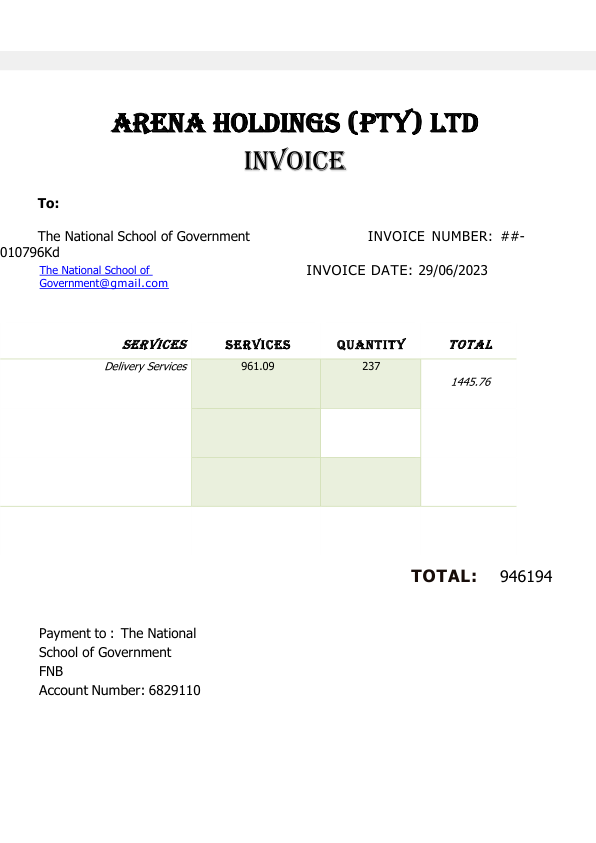 ARENA HOLDINGS (PTY) LTD
INVOICE
To:
The National School of Government INVOICE NUMBER: ##-
010796Kd
The National School of INVOICE DATE: 29/06/2023
Government@gmail.com
SERVICES SERVICES QUANTITY TOTAL
Delivery Services 961.09 237
1445.76
TOTAL: 946194
Payment to : The National
School of Government
FNB
Account Number: 6829110